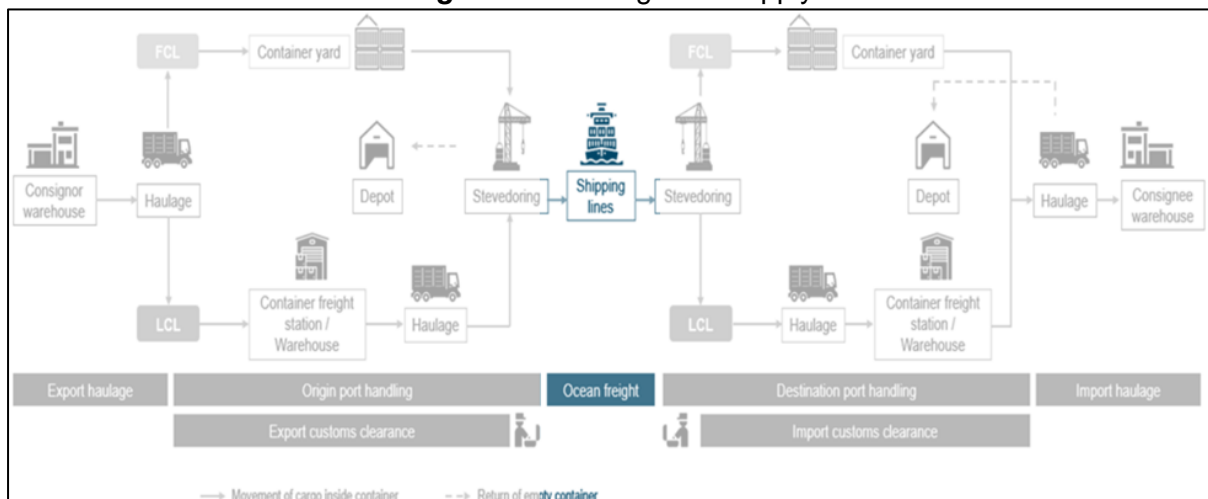 FCL
Container yard
FCL
Container yard
Consignor
warehouse
Haulage
Depot
Stevedoring
Shipping
lines
Stevedoring
Depot
Haulage
Consignee
warehouse
LCL
Container freight
station /
Warehouse
Haulage
LCL
Haulage
Container freight
station /
Warehouse
Export haulage
Origin port handling
Ocean freight
Destination port handling
Import haulage
Export customs clearance
Import customs clearance
Movement of cargo inside container
Return of empty container